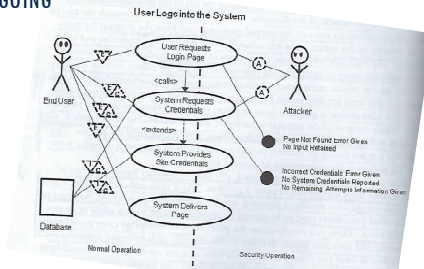 GOING
User Logs into the System
User Requests
Login Page
<calls>
System Requests
Credentials
<extends>
System Provides
Site Credentials
System Delivers
Page
End User
Attacker
A
A
Page Not Found Error Given
No Input Retained
Incorrect Credentials Error Given
No System Credentials Reported
No Remaining Attempts Information Given
Database
Normal Operation
Security Operation